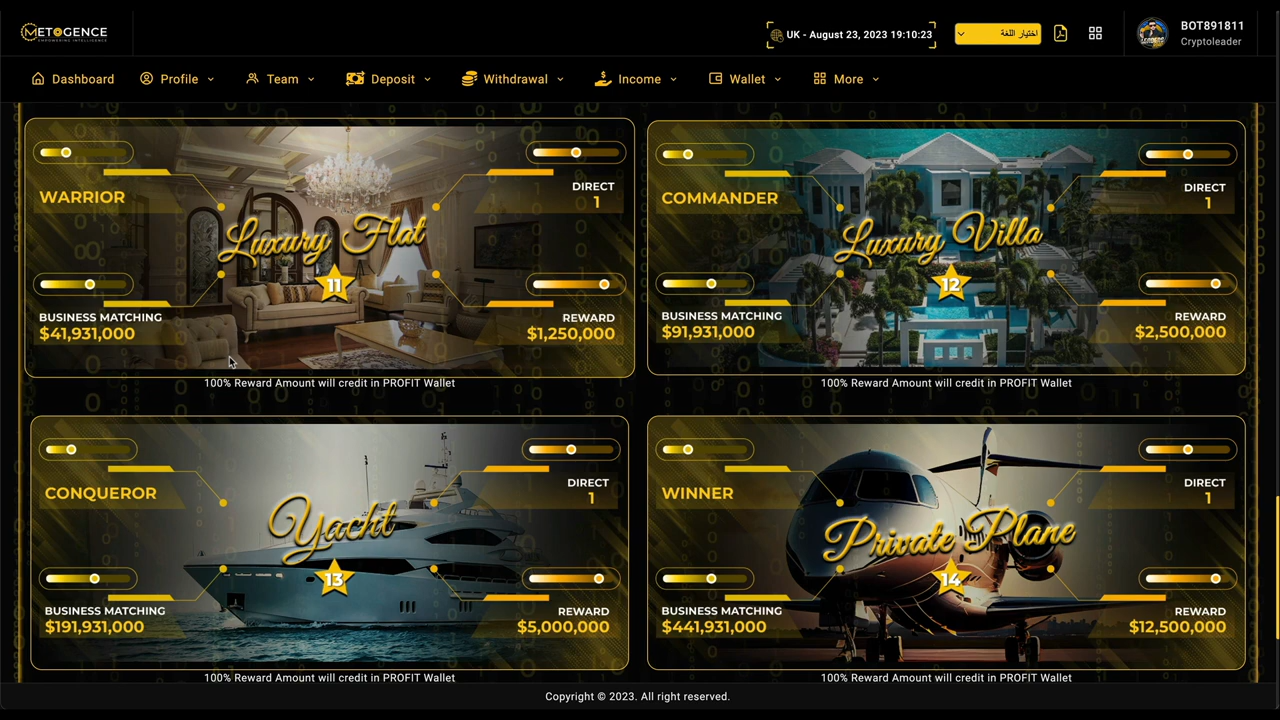 METOGENCE
EMPOWERING INTELLIGENCE
UK - August 23, 2023 19:10:23
اختيار اللغة
BOT891811
Cryptoleader
Dashboard
Profile
Team
Deposit
Withdrawal
Income
Wallet
More
WARRIOR
DIRECT
1
Luxury Flat
11
BUSINESS MATCHING
$41,931,000
REWARD
$1,250,000
100% Reward Amount will credit in PROFIT Wallet
COMMANDER
DIRECT
1
Luxury Villa
12
BUSINESS MATCHING
$91,931,000
REWARD
$2,500,000
100% Reward Amount will credit in PROFIT Wallet
CONQUEROR
DIRECT
1
Yacht
13
BUSINESS MATCHING
$191,931,000
REWARD
$5,000,000
100% Reward Amount will credit in PROFIT Wallet
WINNER
DIRECT
1
Private Plane
14
BUSINESS MATCHING
$441,931,000
REWARD
$12,500,000
100% Reward Amount will credit in PROFIT Wallet
Copyright © 2023. All right reserved.